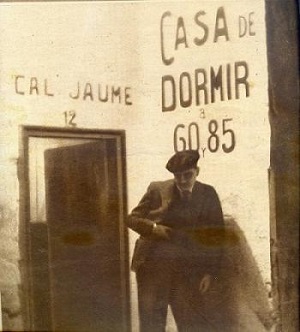 CASA DE
DORMIR
a
60 y 85
CAL JAUME
12